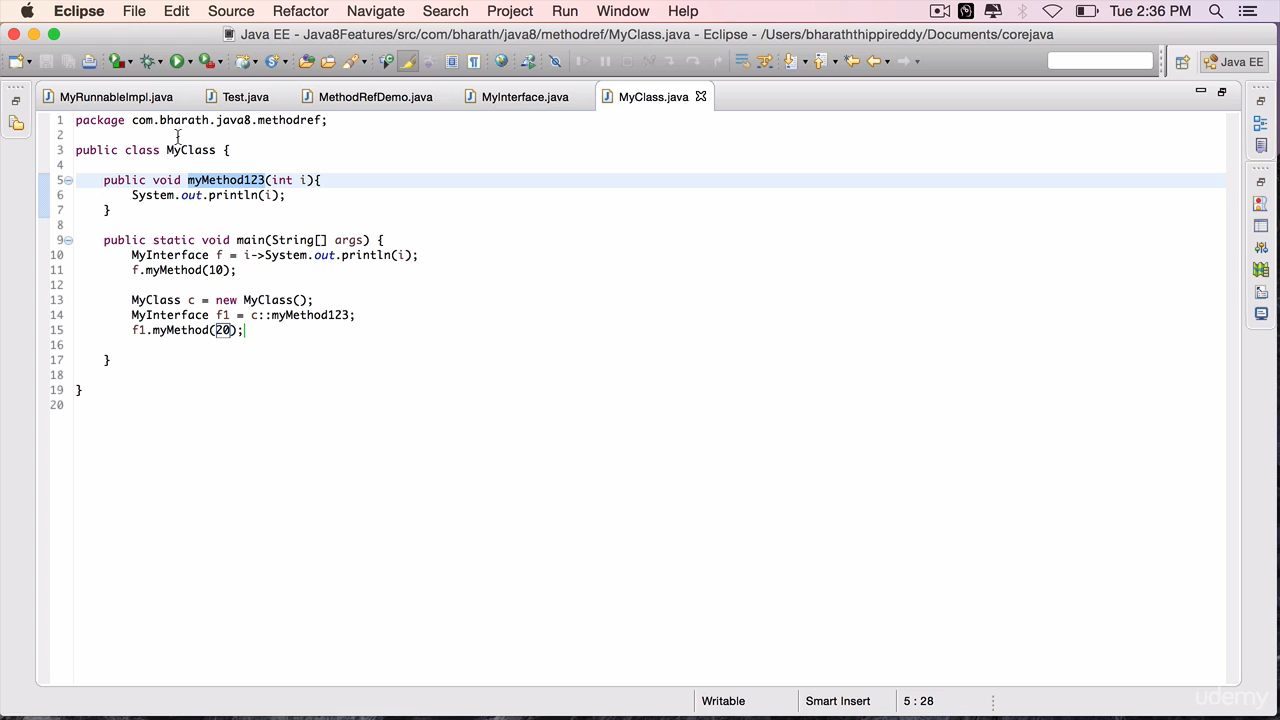 Eclipse File Edit Source Refactor Navigate Search Project Run Window Help Tue 2:36 PM
Java EE - Java8Features/src/com/bharath/java8/methodref/MyClass.java - Eclipse - /Users/bharaththippireddy/Documents/corejava
Java EE
MyRunnableImpl.java Test.java MethodRefDemo.java MyInterface.java MyClass.java
1 package com.bharath.java8.methodref;
2
3 public class MyClass {
4
5 public void myMethod123(int i){
6 System.out.println(i);
7 }
8
9 public static void main(String[] args) {
10 MyInterface f = i->System.out.println(i);
11 f.myMethod(10);
12
13 MyClass c = new MyClass();
14 MyInterface f1 = c::myMethod123;
15 f1.myMethod(20);
16
17 }
18
19 }
20
Writable Smart Insert 5 : 28
udemy